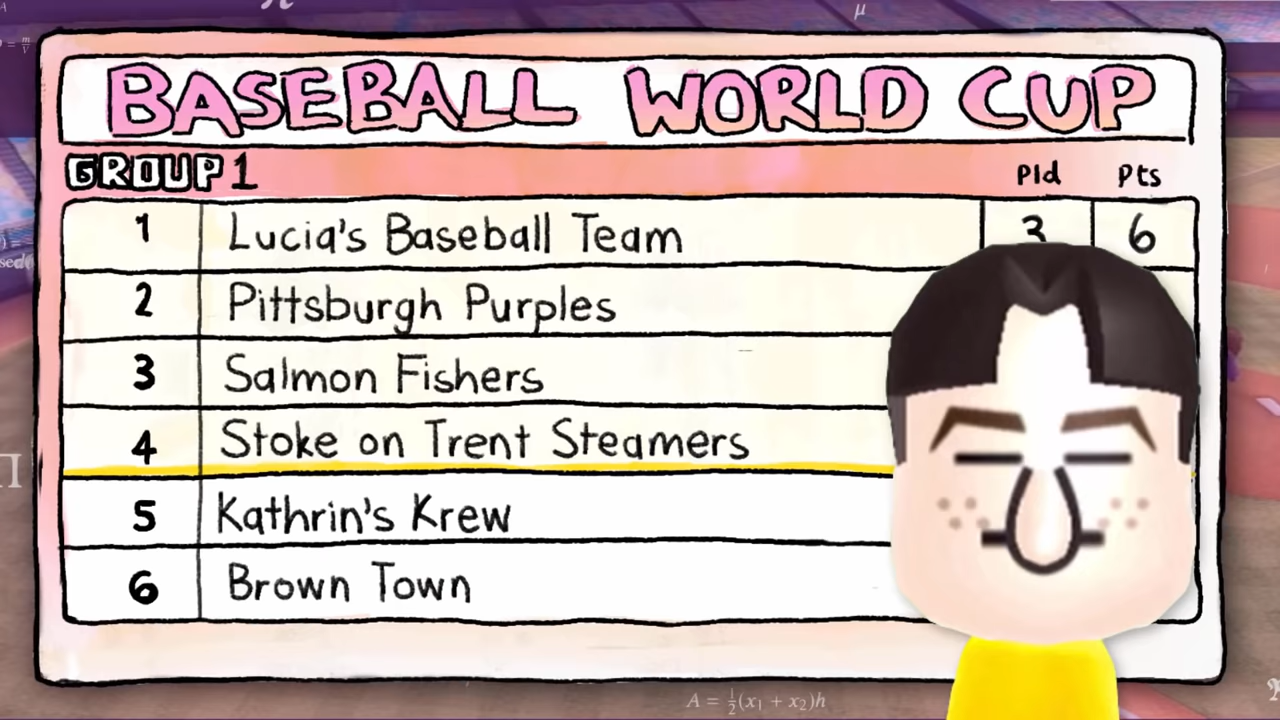 μ
BASEBALL WORLD CUP
GROUP 1 Pld Pts
1 Lucia's Baseball Team 3 6
2 Pittsburgh Purples
3 Salmon Fishers
4 Stoke on Trent Steamers
5 Kathrin's Krew
6 Brown Town
A = ½(x₁ + x₂)h